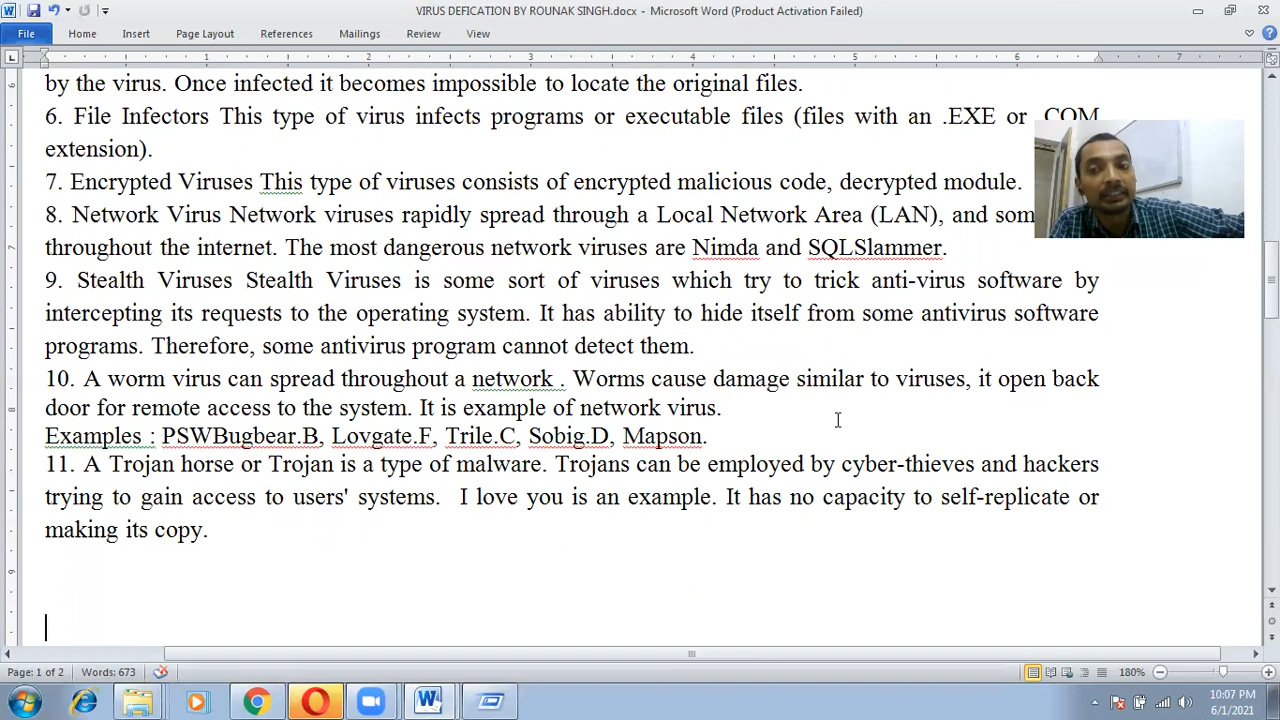 VIRUS DEFICATION BY ROUNAK SINGH.docx - Microsoft Word (Product Activation Failed)
File Home Insert Page Layout References Mailings Review View
1 2 3 4 5 6 7
by the virus. Once infected it becomes impossible to locate the original files.
6. File Infectors This type of virus infects programs or executable files (files with an .EXE or .COM
extension).
7. Encrypted Viruses This type of viruses consists of encrypted malicious code, decrypted module.
8. Network Virus Network viruses rapidly spread through a Local Network Area (LAN), and
throughout the internet. The most dangerous network viruses are Nimda and SQLSlammer.
9. Stealth Viruses Stealth Viruses is some sort of viruses which try to trick anti-virus software by
intercepting its requests to the operating system. It has ability to hide itself from some antivirus software
programs. Therefore, some antivirus program cannot detect them.
10. A worm virus can spread throughout a network . Worms cause damage similar to viruses, it open back
door for remote access to the system. It is example of network virus.
Examples : PSWBugbear.B, Lovgate.F, Trile.C, Sobig.D, Mapson.
11. A Trojan horse or Trojan is a type of malware. Trojans can be employed by cyber-thieves and hackers
trying to gain access to users' systems.  I love you is an example. It has no capacity to self-replicate or
making its copy.
Page: 1 of 2 Words: 673 180%
10:07 PM
6/1/2021